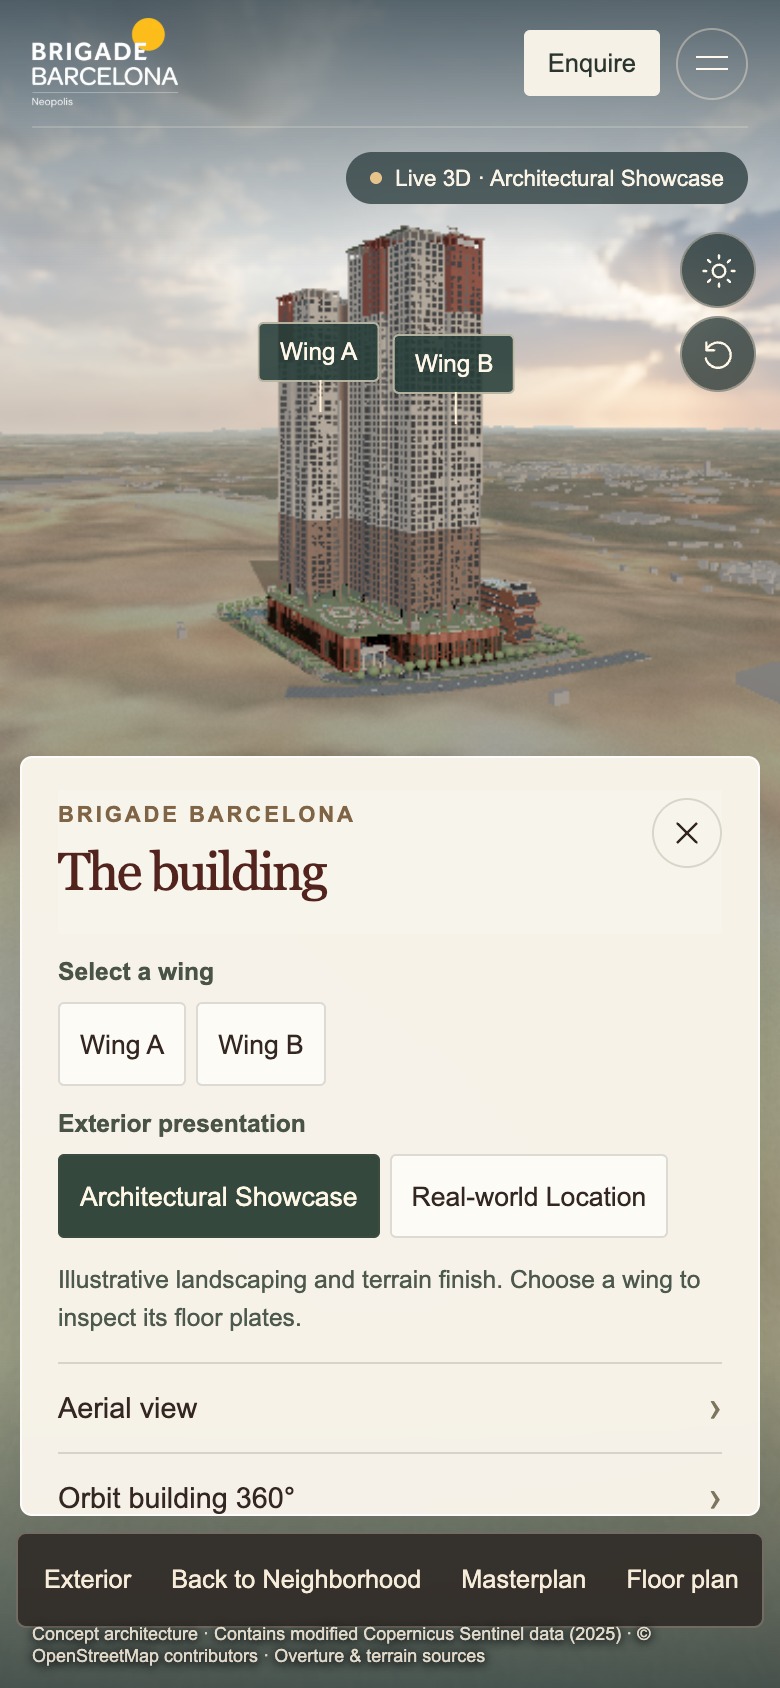 BRIGADE
BARCELONA
Neopolis
Enquire
Live 3D · Architectural Showcase
Wing A
Wing B
BRIGADE BARCELONA
The building
Select a wing
Wing A
Wing B
Exterior presentation
Architectural Showcase
Real-world Location
Illustrative landscaping and terrain finish. Choose a wing to
inspect its floor plates.
Aerial view
Orbit building 360°
Exterior
Back to Neighborhood
Masterplan
Floor plan
Concept architecture · Contains modified Copernicus Sentinel data (2025) · ©
OpenStreetMap contributors · Overture & terrain sources